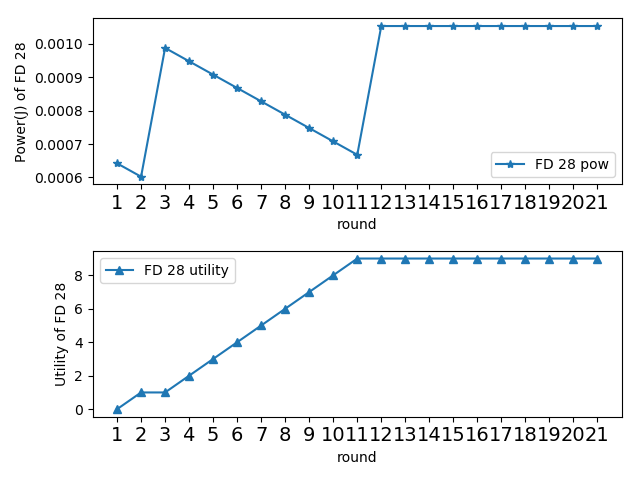 Power(J) of FD 28
0.0010
0.0009
0.0008
0.0007
0.0006
FD 28 pow
1 2 3 4 5 6 7 8 9 10 11 12 13 14 15 16 17 18 19 20 21
round
Utility of FD 28
8
6
4
2
0
FD 28 utility
1 2 3 4 5 6 7 8 9 10 11 12 13 14 15 16 17 18 19 20 21
round